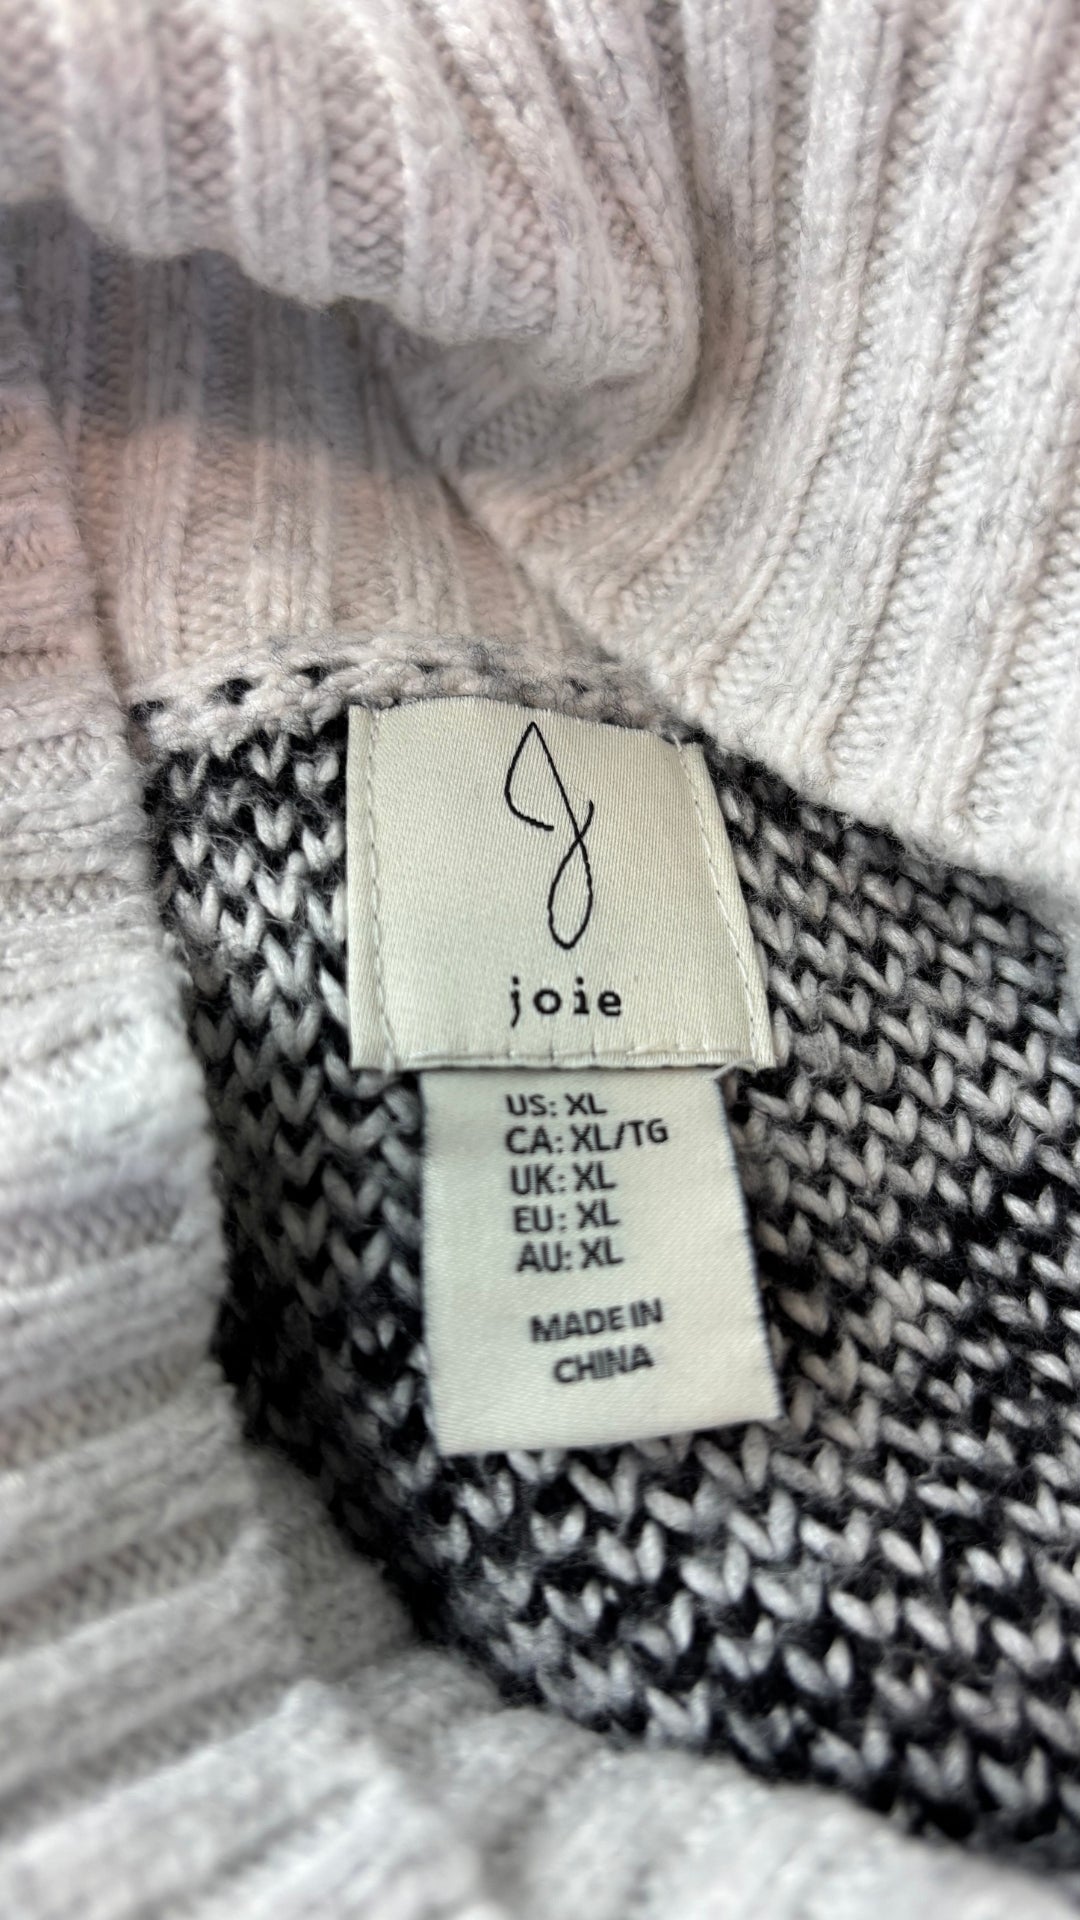 joie
US: XL
CA: XL/TG
UK: XL
EU: XL
AU: XL
MADE IN
CHINA